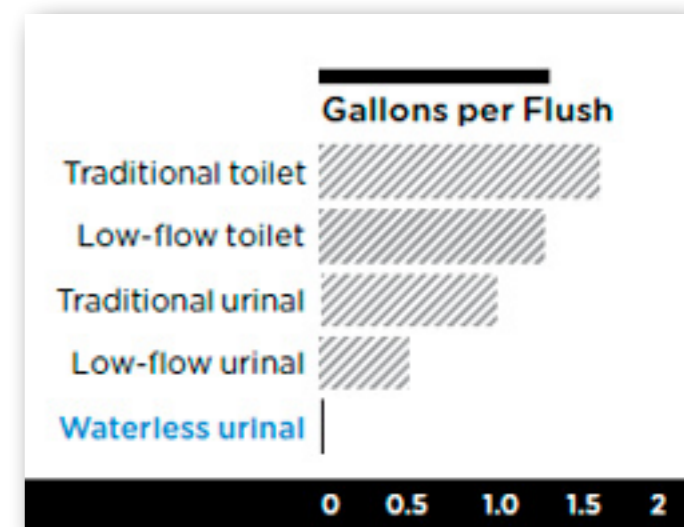 Gallons per Flush
Traditional toilet
Low-flow toilet
Traditional urinal
Low-flow urinal
Waterless urinal
0 0.5 1.0 1.5 2